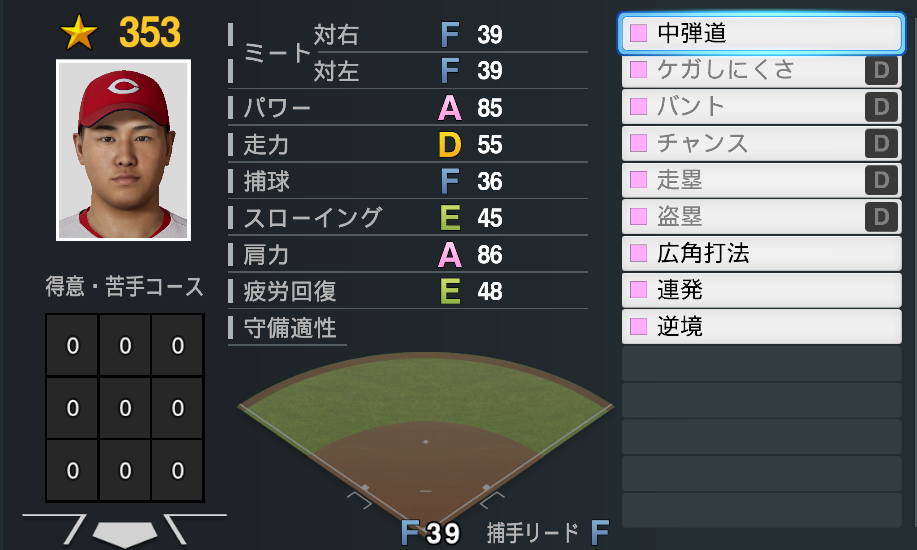 353
ミート 対右 F 39
対左 F 39
パワー A 85
走力 D 55
捕球 F 36
スローイング E 45
肩力 A 86
疲労回復 E 48
守備適性
F 39 捕手リード F
得意・苦手コース
0 0 0
0 0 0
0 0 0
中弾道
ケガしにくさ D
バント D
チャンス D
走塁 D
盗塁 D
広角打法
連発
逆境
C